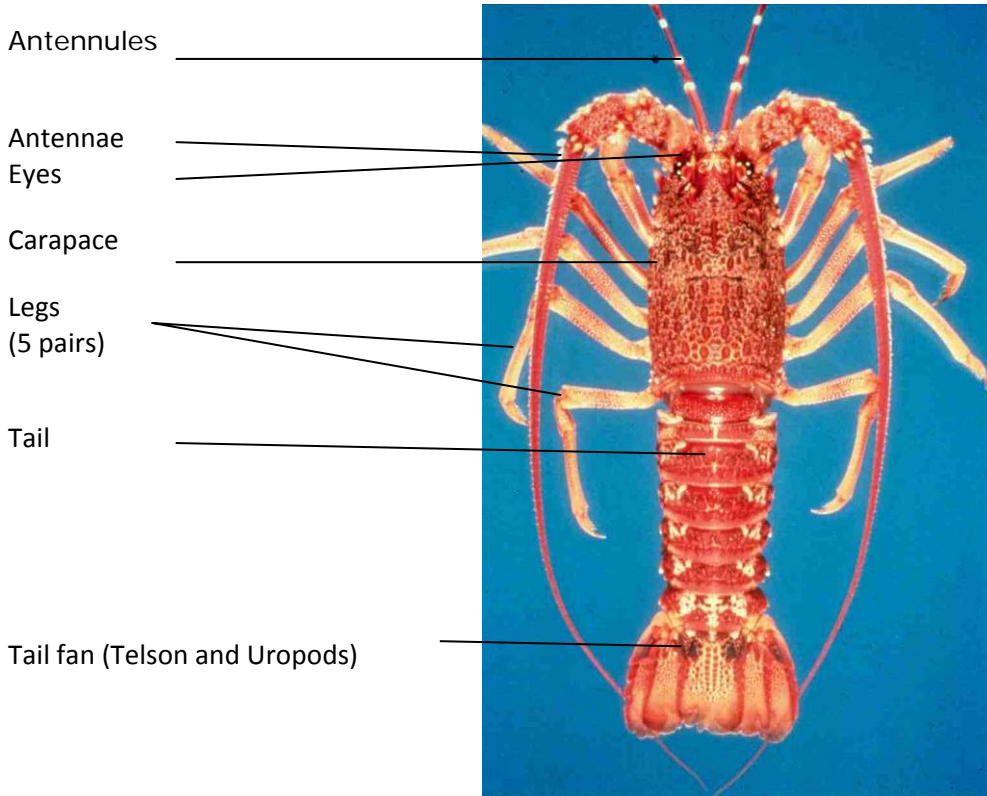 Antennules
Antennae
Eyes
Carapace
Legs
(5 pairs)
Tail
Tail fan (Telson and Uropods)